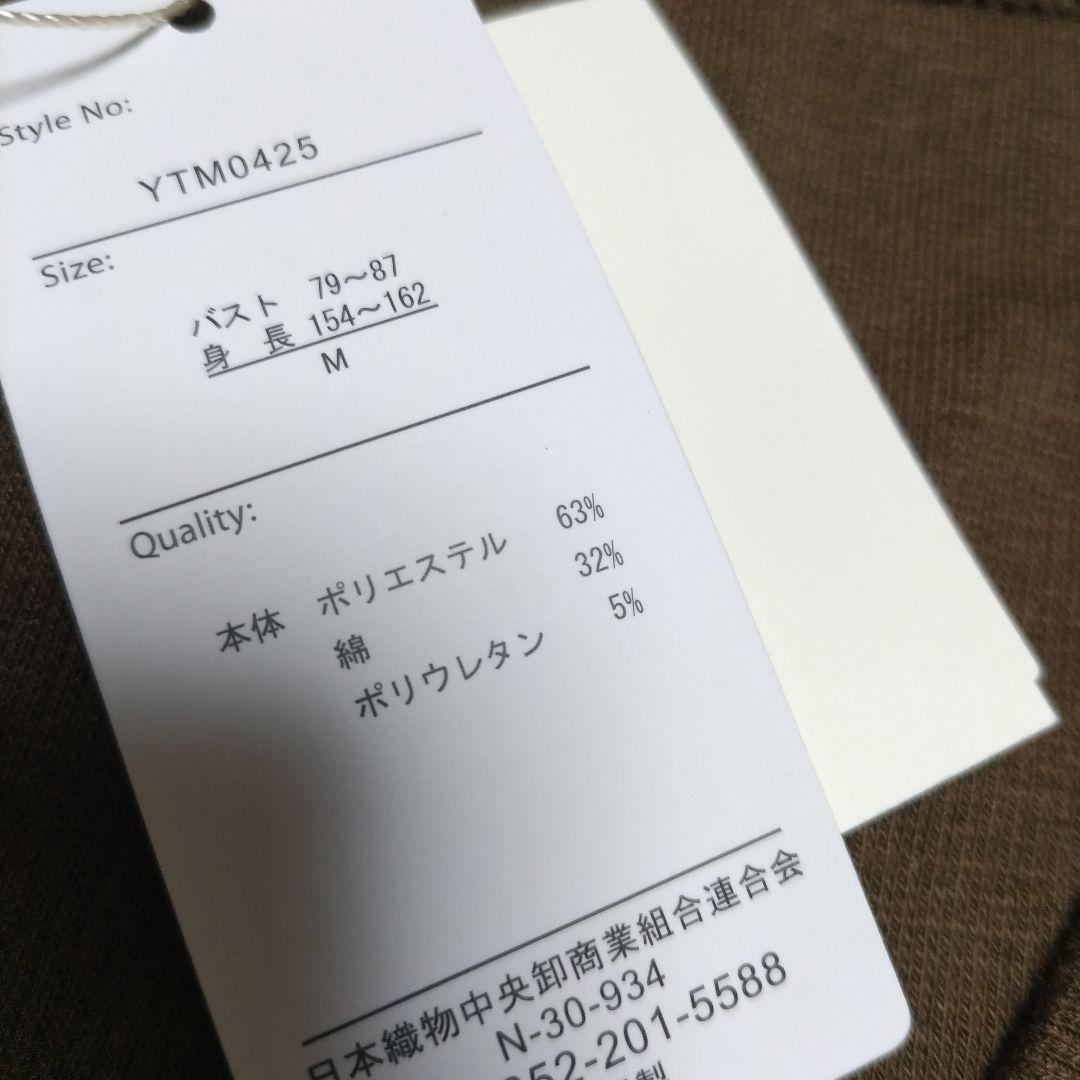 Style No:
YTM0425
Size:
バスト 79〜87
身 長 154〜162
M
Quality:
本体 ポリエステル 63%
綿 32%
ポリウレタン 5%
日本織物中央卸商業組合連合会
N-30-934
052-201-5588
製